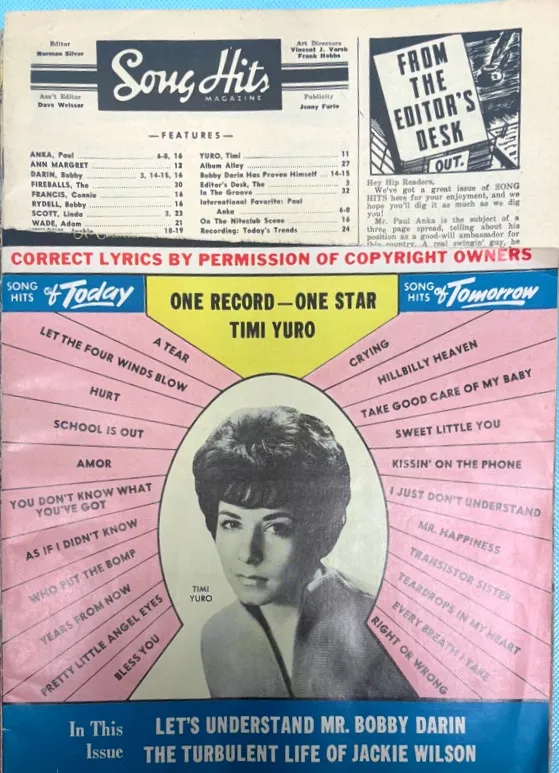 Editor
Norman Silver
Ass't Editor
Dave Weisser
Song Hits
MAGAZINE
Art Directors
Vincent J. Varsh
Frank Hobbs
Publicity
Jenny Furio
—FEATURES—
ANKA, Paul 6-8, 16
ANN MARGRET 12
DARIN, Bobby 3, 14-15, 16
FIREBALLS, The 30
FRANCIS, Connie 16
RYDELL, Bobby 16
SCOTT, Linda 3, 23
WADE, Adam 21
18-19
YURO, Timi 11
Album Alley 27
Bobby Darin Has Proven Himself 14-15
Editor's Desk, The 3
In The Groove 32
International Favorite: Paul
Anka 6-8
On The Niteclub Scene 16
Recording: Today's Trends 24
FROM
THE
EDITOR'S
DESK
OUT.
Hey Hip Readers,
We've got a great issue of SONG
HITS here for your enjoyment, and we
hope you'll dig it as much as we dig
you!
Mr. Paul Anka is the subject of a
three page spread, telling about his
position as a good-will ambassador for
this country. A real swingin' guy, he
CORRECT LYRICS BY PERMISSION OF COPYRIGHT OWNERS
SONG HITS of Today
ONE RECORD—ONE STAR
TIMI YURO
SONG HITS of Tomorrow
A TEAR
LET THE FOUR WINDS BLOW
HURT
SCHOOL IS OUT
AMOR
YOU DON'T KNOW WHAT
YOU'VE GOT
AS IF I DIDN'T KNOW
WHO PUT THE BOMP
YEARS FROM NOW
PRETTY LITTLE ANGEL EYES
BLESS YOU
TIMI
YURO
CRYING
HILLBILLY HEAVEN
TAKE GOOD CARE OF MY BABY
SWEET LITTLE YOU
KISSIN' ON THE PHONE
I JUST DON'T UNDERSTAND
MR. HAPPINESS
TRANSISTOR SISTER
TEARDROPS IN MY HEART
EVERY BREATH I TAKE
RIGHT OR WRONG
In This
Issue
LET'S UNDERSTAND MR. BOBBY DARIN
THE TURBULENT LIFE OF JACKIE WILSON